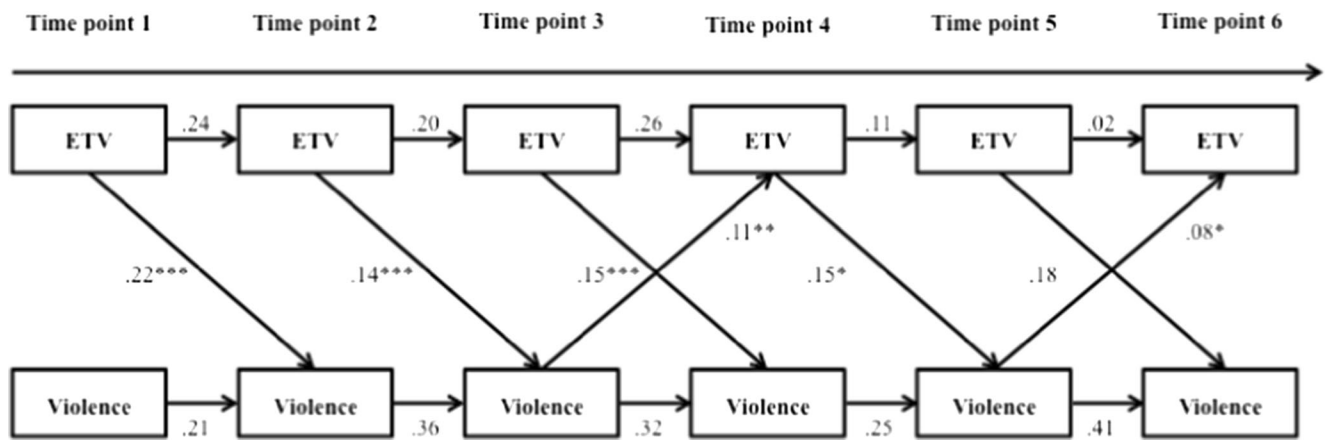 Time point 1 Time point 2 Time point 3 Time point 4 Time point 5 Time point 6
ETV .24 ETV .20 ETV .26 ETV .11 ETV .02 ETV
.11** .08*
.22*** .14*** .15*** .15* .18
Violence Violence Violence Violence Violence Violence
.21 .36 .32 .25 .41